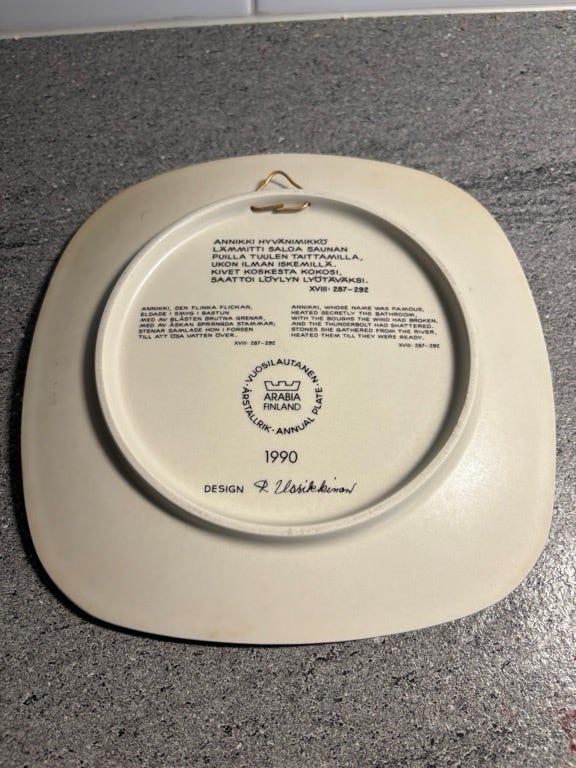 ANNIKKI HYVÄNIMIKKO
LÄMMITTI SALOA SAUNAN
PUILLA TUULEN TAITTAMILLA,
UKON ILMAN ISKEMILLÄ.
KIVET KOSKESTA KOKOSI,
SAATTOI LÖYLYN LYÖTÄVÄKSI.
XVIII: 287-292
ANNIKKI, DEN FLINKA FLICKAN,
ELDADE I SMYG I BASTUN
MED AV BLÅSTEN BRUTNA GRENAR,
MED AV ÅSKAN SPRÄNGDA STAMMAR;
STENAR SAMLADE HON I FORSEN
TILL ATT ÖSA VATTEN ÖVER.
XVIII: 287-292
ANNIKKI, WHOSE NAME WAS FAMOUS,
HEATED SECRETLY THE BATHROOM,
WITH THE BOUGHS THE WIND HAD BROKEN,
AND THE THUNDERBOLT HAD SHATTERED.
STONES SHE GATHERED FROM THE RIVER,
HEATED THEM TILL THEY WERE READY.
XVIII: 287-292
VUOSILAUTANEN·
ARABIA
FINLAND
·ÅRSTALLRIK·ANNUAL PLATE·
1990
DESIGN R. Uosikkinen